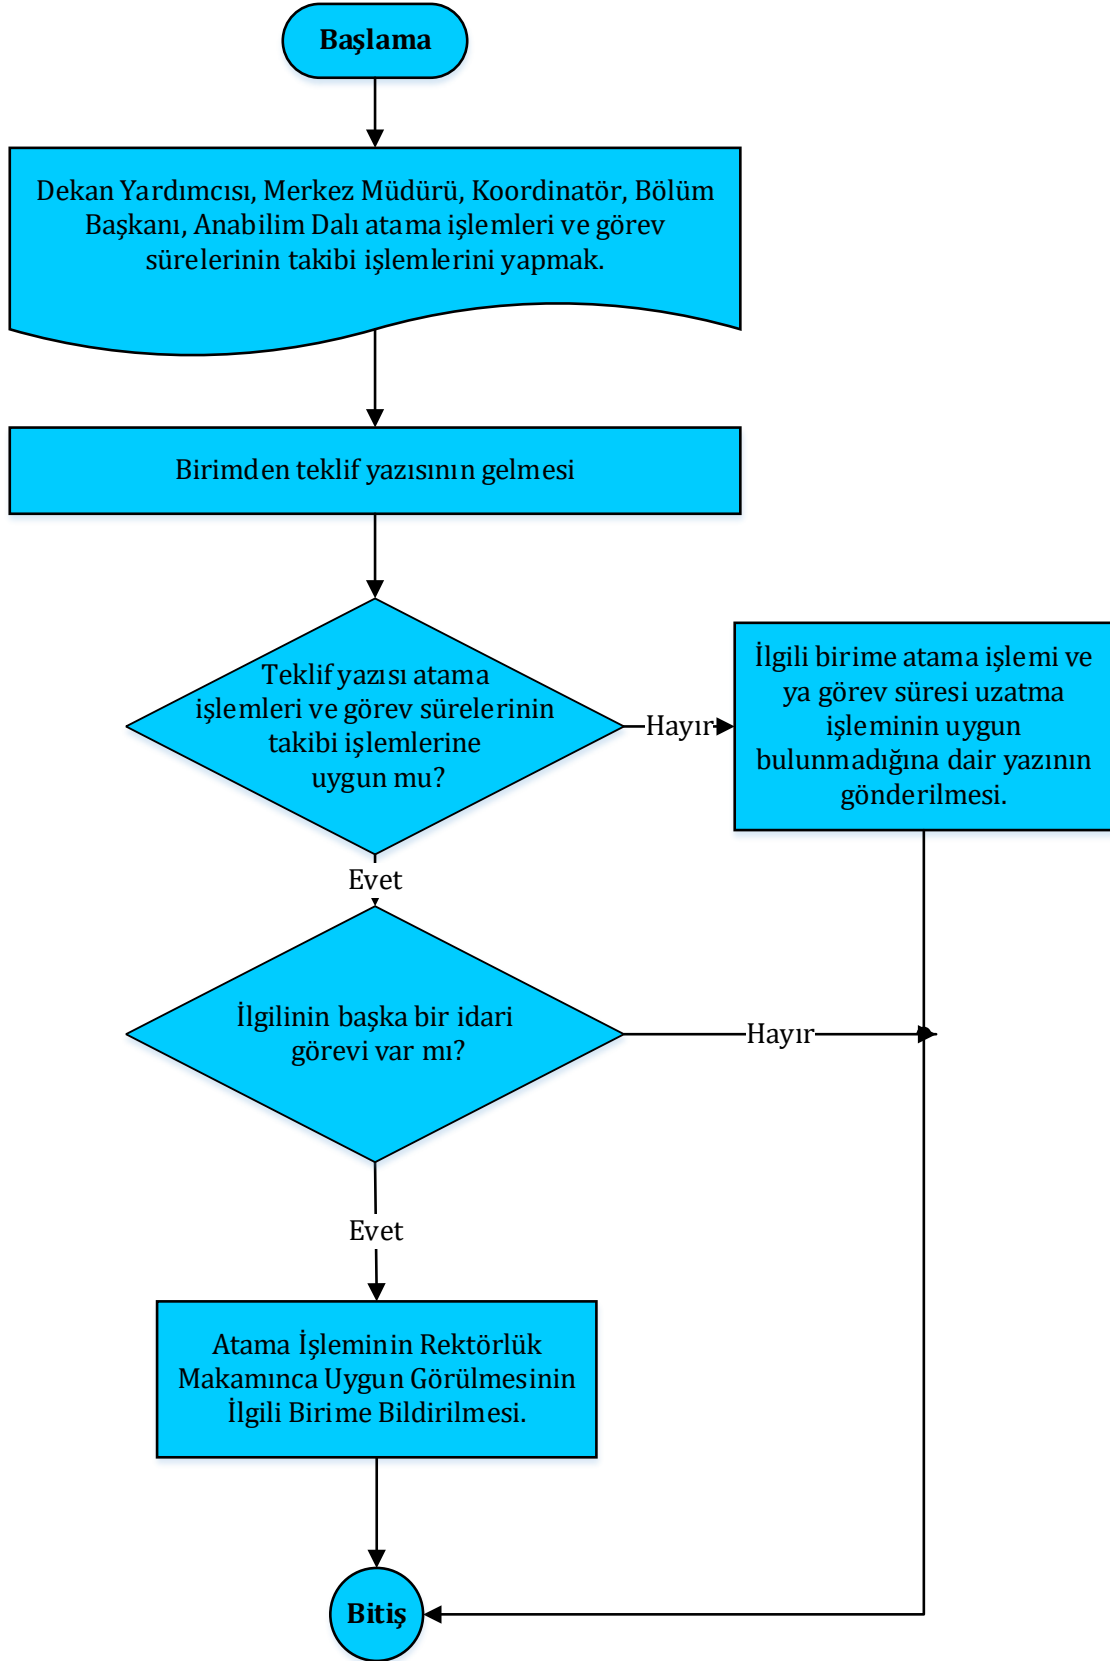 Başlama
Dekan Yardımcısı, Merkez Müdürü, Koordinatör, Bölüm
Başkanı, Anabilim Dalı atama işlemleri ve görev
sürelerinin takibi işlemlerini yapmak.
Birimden teklif yazısının gelmesi
Teklif yazısı atama
işlemleri ve görev sürelerinin
takibi işlemlerine
uygun mu?
Hayır
İlgili birime atama işlemi ve
ya görev süresi uzatma
işleminin uygun
bulunmadığına dair yazının
gönderilmesi.
Evet
İlgilinin başka bir idari
görevi var mı?
Hayır
Evet
Atama İşleminin Rektörlük
Makamınca Uygun Görülmesinin
İlgili Birime Bildirilmesi.
Bitiş